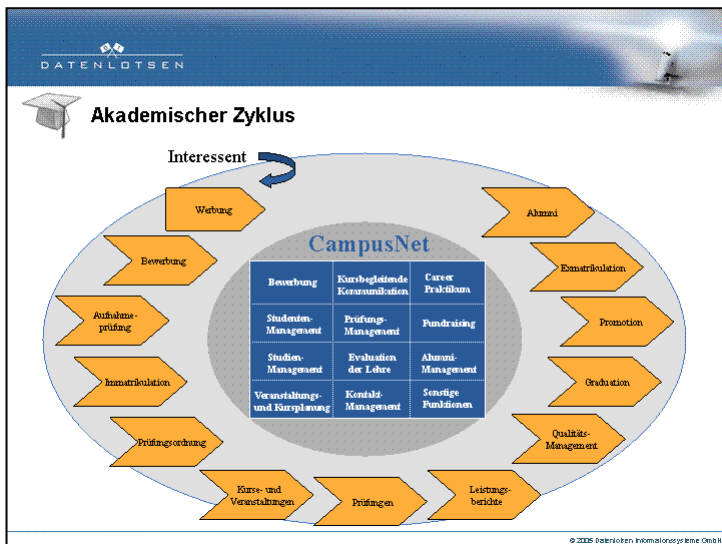 DATENLOTSEN
Akademischer Zyklus
Interessent
Werbung
Bewerbung
Aufnahme-
prüfung
Immatrikulation
Prüfungsordnung
Kurse- und
Veranstaltungen
Prüfungen
Leistungs-
berichte
Qualitäts-
Management
Graduation
Promotion
Exmatrikulation
Alumni
CampusNet
Bewerbung
Kursbegleitende
Kommunikation
Career
Praktikum
Studenten-
Management
Prüfungs-
Management
Fundraising
Studien-
Management
Evaluation
der Lehre
Alumni-
Management
Veranstaltungs-
und Kursplanung
Kontakt-
Management
Sonstige
Funktionen
© 2005 Datenlotsen Informationssysteme GmbH